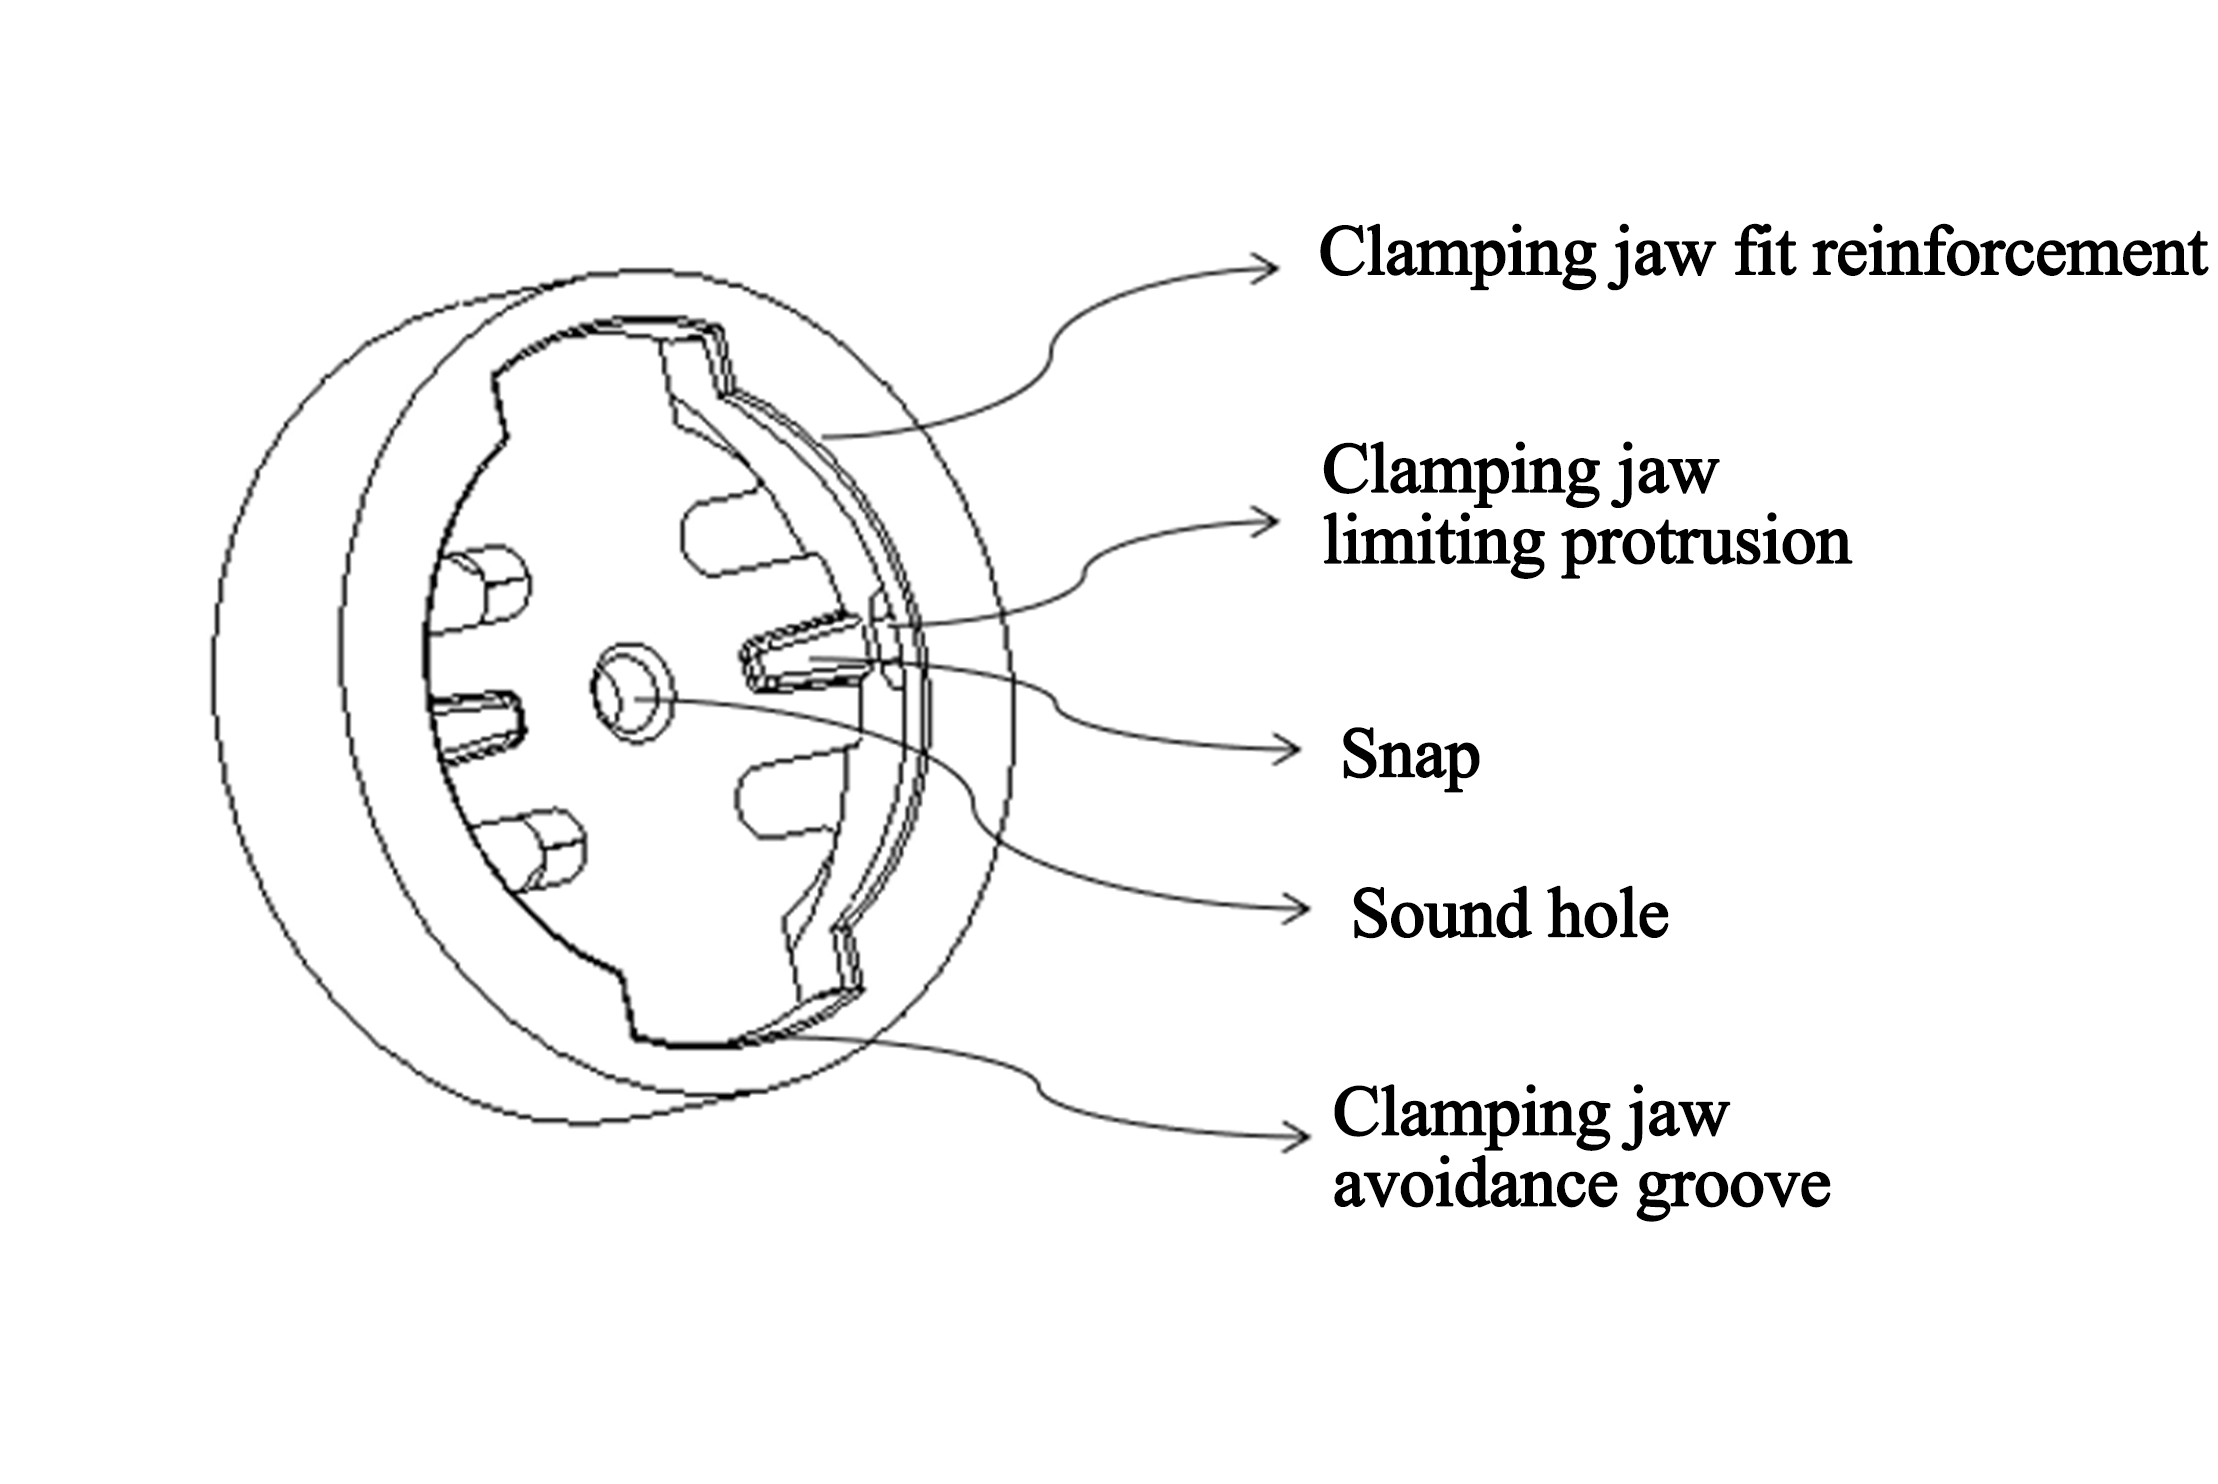 Clamping jaw fit reinforcement
Clamping jaw
limiting protrusion
Snap
Sound hole
Clamping jaw
avoidance groove